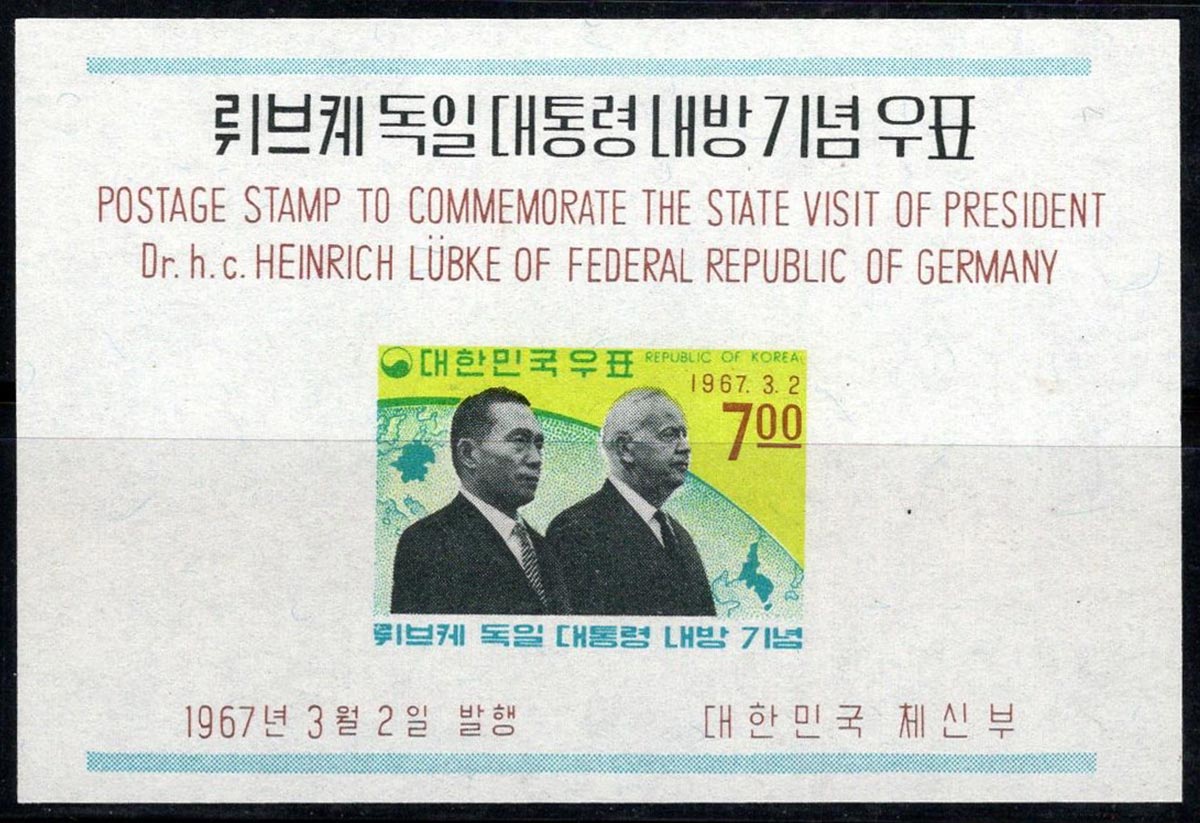 뤼브케 독일 대통령 내방 기념 우표
POSTAGE STAMP TO COMMEMORATE THE STATE VISIT OF PRESIDENT
Dr. h. c. HEINRICH LÜBKE OF FEDERAL REPUBLIC OF GERMANY
대한민국우표 REPUBLIC OF KOREA
1967. 3. 2
700
뤼브케 독일 대통령 내방 기념
1967년 3월 2일 발행
대한민국 체신부